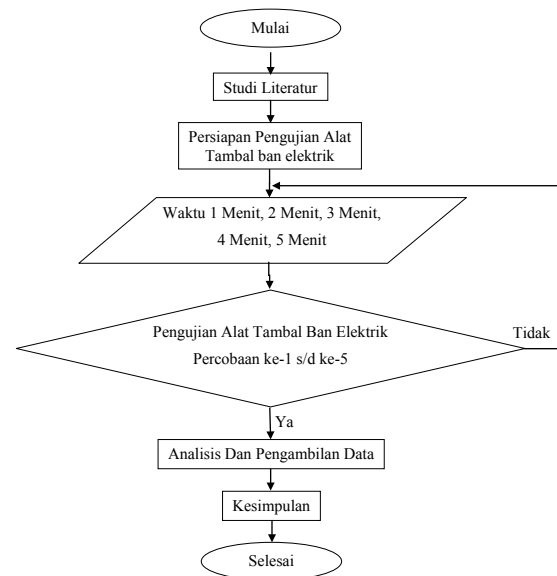 Mulai
Studi Literatur
Persiapan Pengujian Alat
Tambal ban elektrik
Waktu 1 Menit, 2 Menit, 3 Menit,
4 Menit, 5 Menit
Pengujian Alat Tambal Ban Elektrik
Percobaan ke-1 s/d ke-5
Tidak
Ya
Analisis Dan Pengambilan Data
Kesimpulan
Selesai